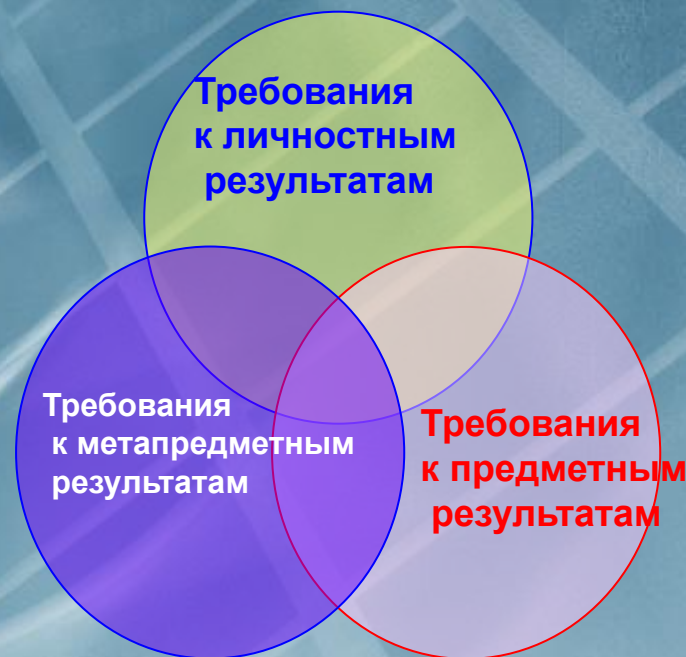 Требования
к личностным
результатам
Требования
к метапредметным
результатам
Требования
к предметным
результатам